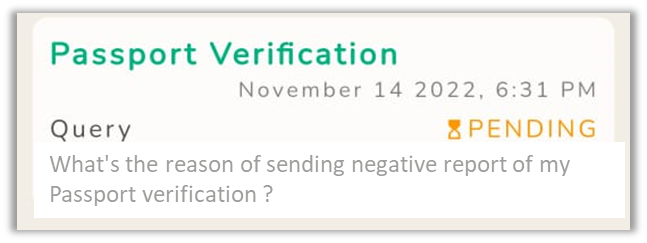 Passport Verification
November 14 2022, 6:31 PM
Query PENDING
What's the reason of sending negative report of my
Passport verification ?